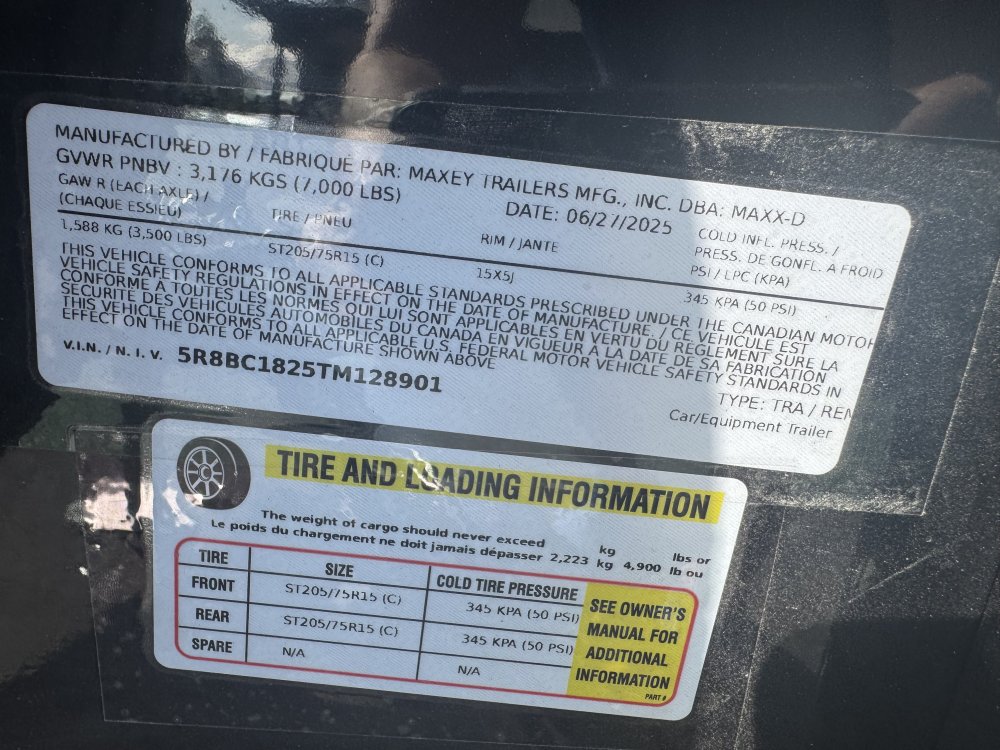 MANUFACTURED BY / FABRIQUE PAR: MAXEY TRAILERS MFG., INC. DBA: MAXX-D
GVWR PNBV : 3,176 KGS (7,000 LBS)
DATE: 06/27/2025
GAW R (EACH AXLE) /
(CHAQUE ESSIEU)
TIRE / PNEU
RIM / JANTE
COLD INFL. PRESS. /
PRESS. DE GONFL. A FROID
PSI / LPC (KPA)
1,588 KG (3,500 LBS)
ST205/75R15 (C)
15X5J
345 KPA (50 PSI)
THIS VEHICLE CONFORMS TO ALL APPLICABLE STANDARDS PRESCRIBED UNDER THE CANADIAN MOTOR
VEHICLE SAFETY REGULATIONS IN EFFECT ON THE DATE OF MANUFACTURE. / CE VEHICULE EST
CONFORME A TOUTES LES NORMES QUI LUI SONT APPLICABLES EN VERTU DU REGLEMENT SURE LA
SECURITE DES VEHICULES AUTOMOBILES DU CANADA EN VIGUEUR A LA DATE DE SA FABRICATION
THIS VEHICLE CONFORMS TO ALL APPLICABLE U.S. FEDERAL MOTOR VEHICLE SAFETY STANDARDS IN
EFFECT ON THE DATE OF MANUFACTURE SHOWN ABOVE
V.I.N. / N. I. V. 5R8BC1825TM128901
TYPE: TRA / REM
Car/Equipment Trailer
TIRE AND LOADING INFORMATION
The weight of cargo should never exceed kg lbs or
Le poids du chargement ne doit jamais dépasser 2,223 kg 4,900 lb ou
TIRE SIZE COLD TIRE PRESSURE
FRONT ST205/75R15 (C) 345 KPA (50 PSI)
REAR ST205/75R15 (C) 345 KPA (50 PSI)
SPARE N/A N/A
SEE OWNER'S
MANUAL FOR
ADDITIONAL
INFORMATION
PART #